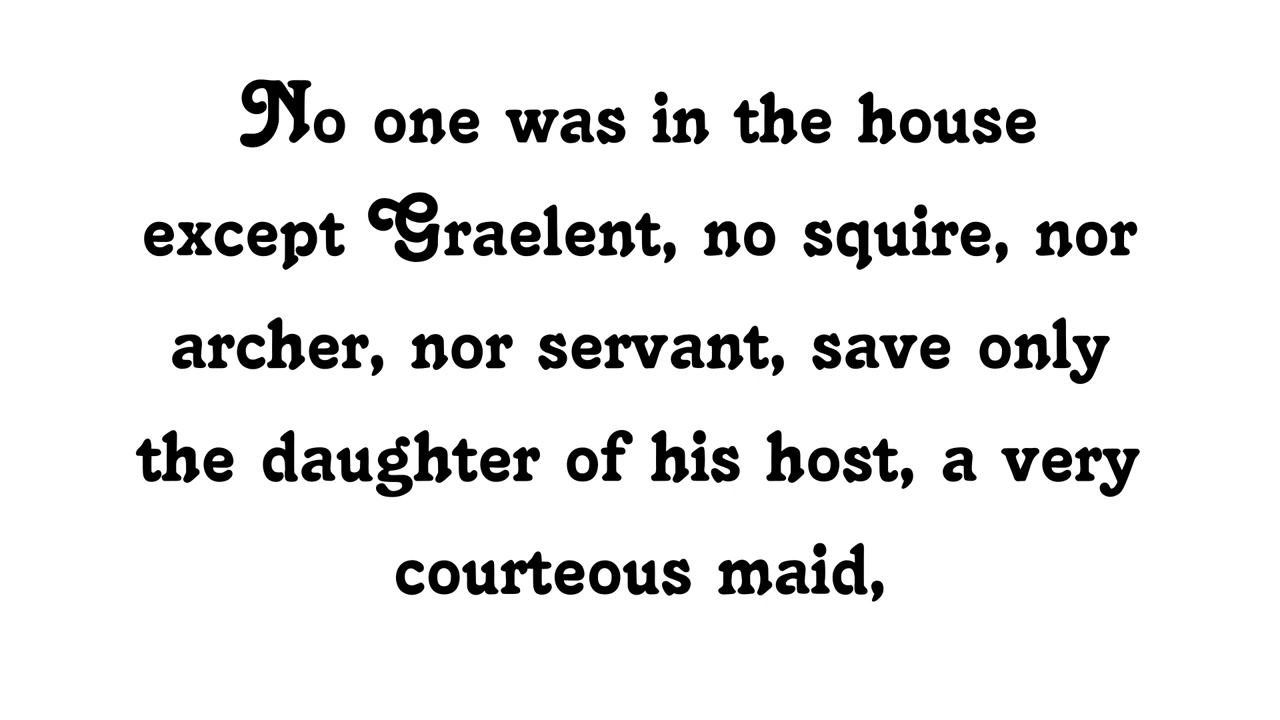 No one was in the house
except Graelent, no squire, nor
archer, nor servant, save only
the daughter of his host, a very
courteous maid,